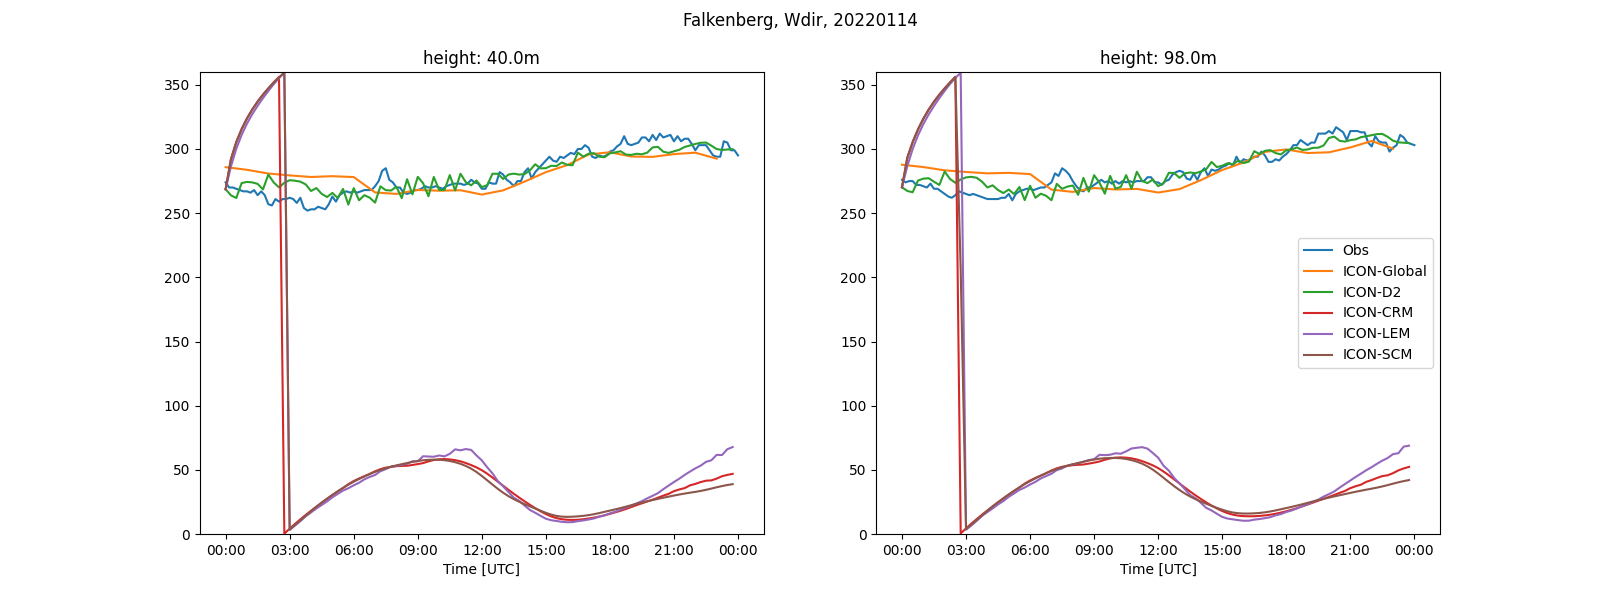 Falkenberg, Wdir, 20220114
height: 40.0m
350
300
250
200
150
100
50
0
00:00 03:00 06:00 09:00 12:00 15:00 18:00 21:00 00:00
Time [UTC]
height: 98.0m
350
300
250
200
150
100
50
0
00:00 03:00 06:00 09:00 12:00 15:00 18:00 21:00 00:00
Time [UTC]
Obs
ICON-Global
ICON-D2
ICON-CRM
ICON-LEM
ICON-SCM